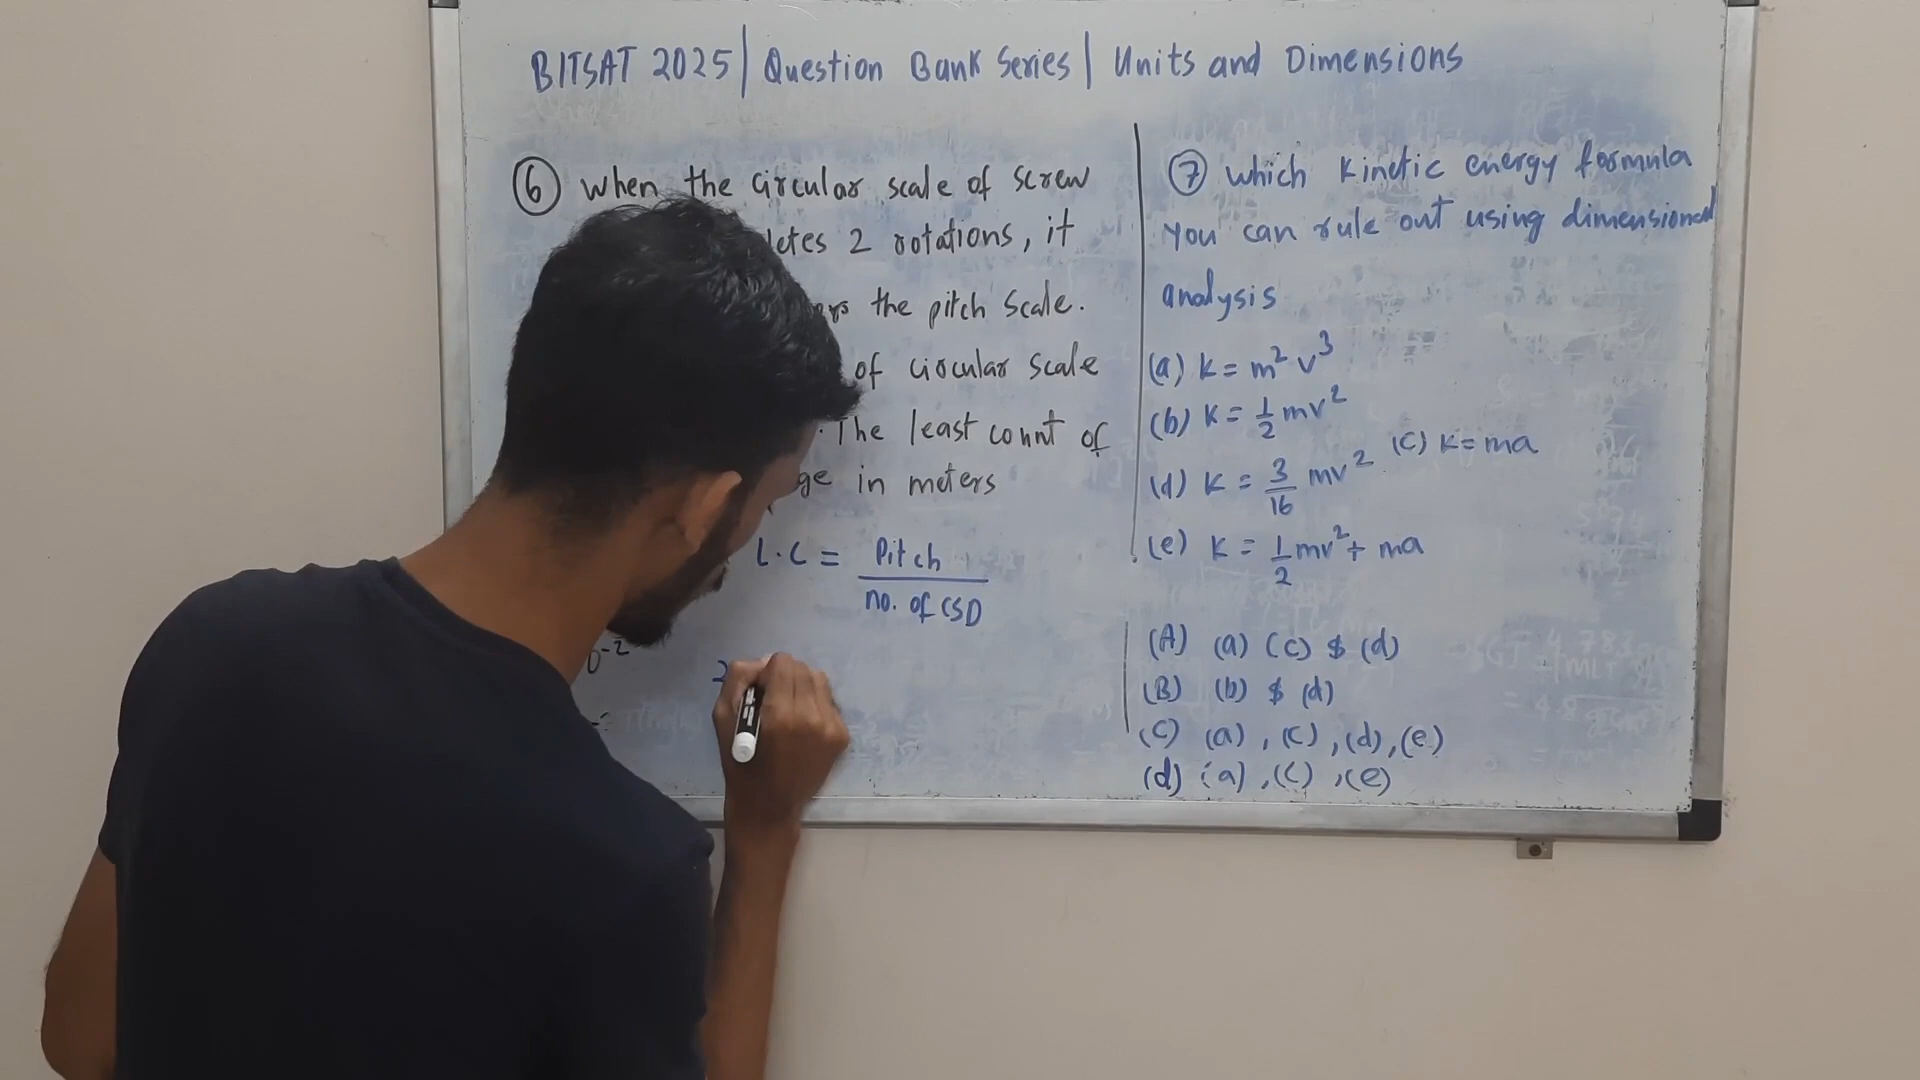 BITSAT 2025 | Question Bank Series | Units and Dimensions
⑥ when the circular scale of screw
2 rotations, it
the pitch scale.
of circular scale
. The least count of
in meters
L.C = Pitch / no. of CSD
2
⑦ which kinetic energy formula
you can rule out using dimensional
analysis
(a) K = m² v³
(b) K = 1/2 mv²
(c) K = ma
(d) K = 3/16 mv²
(e) K = 1/2 mv² + ma
(A) (a) (c) $ (d)
(B) (b) $ (d)
(C) (a) , (c) , (d) , (e)
(d) (a) , (c) , (e)